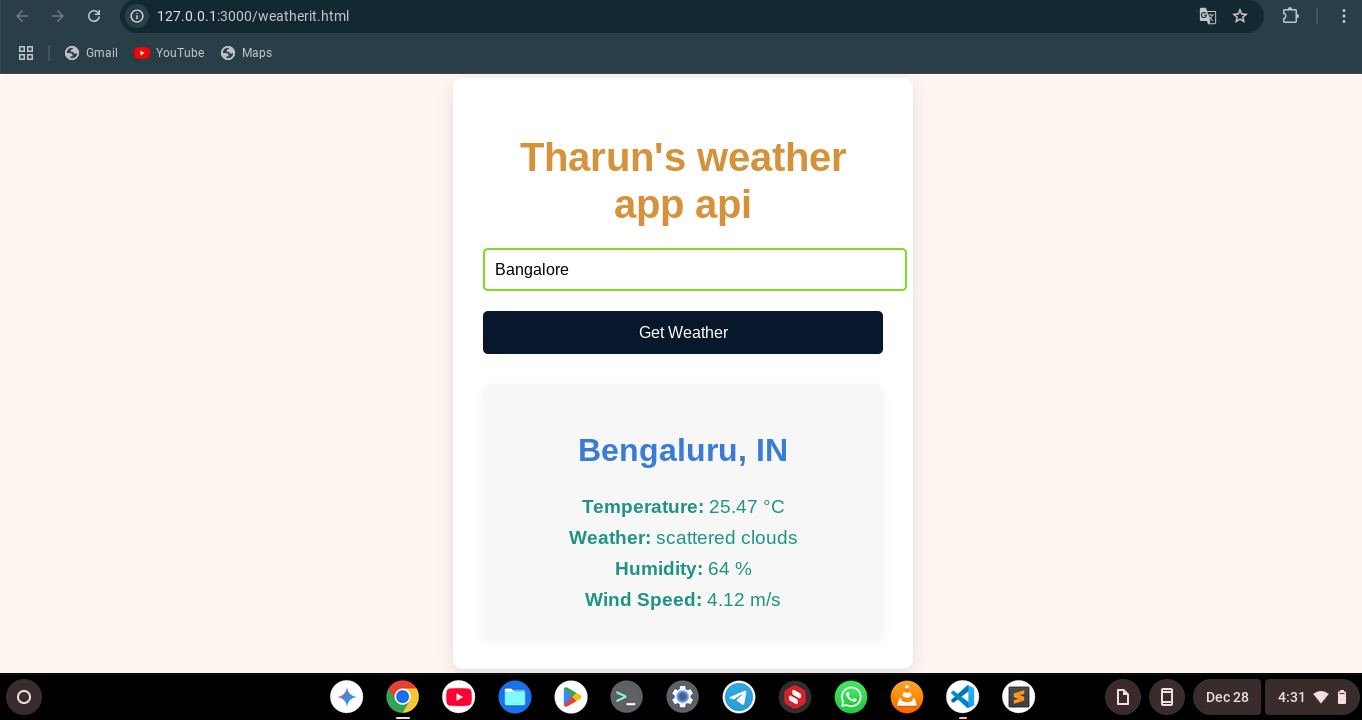 127.0.0.1:3000/weatherit.html
Gmail YouTube Maps
Tharun's weather
app api
Bangalore
Get Weather
Bengaluru, IN
Temperature: 25.47 °C
Weather: scattered clouds
Humidity: 64 %
Wind Speed: 4.12 m/s
Dec 28 4:31